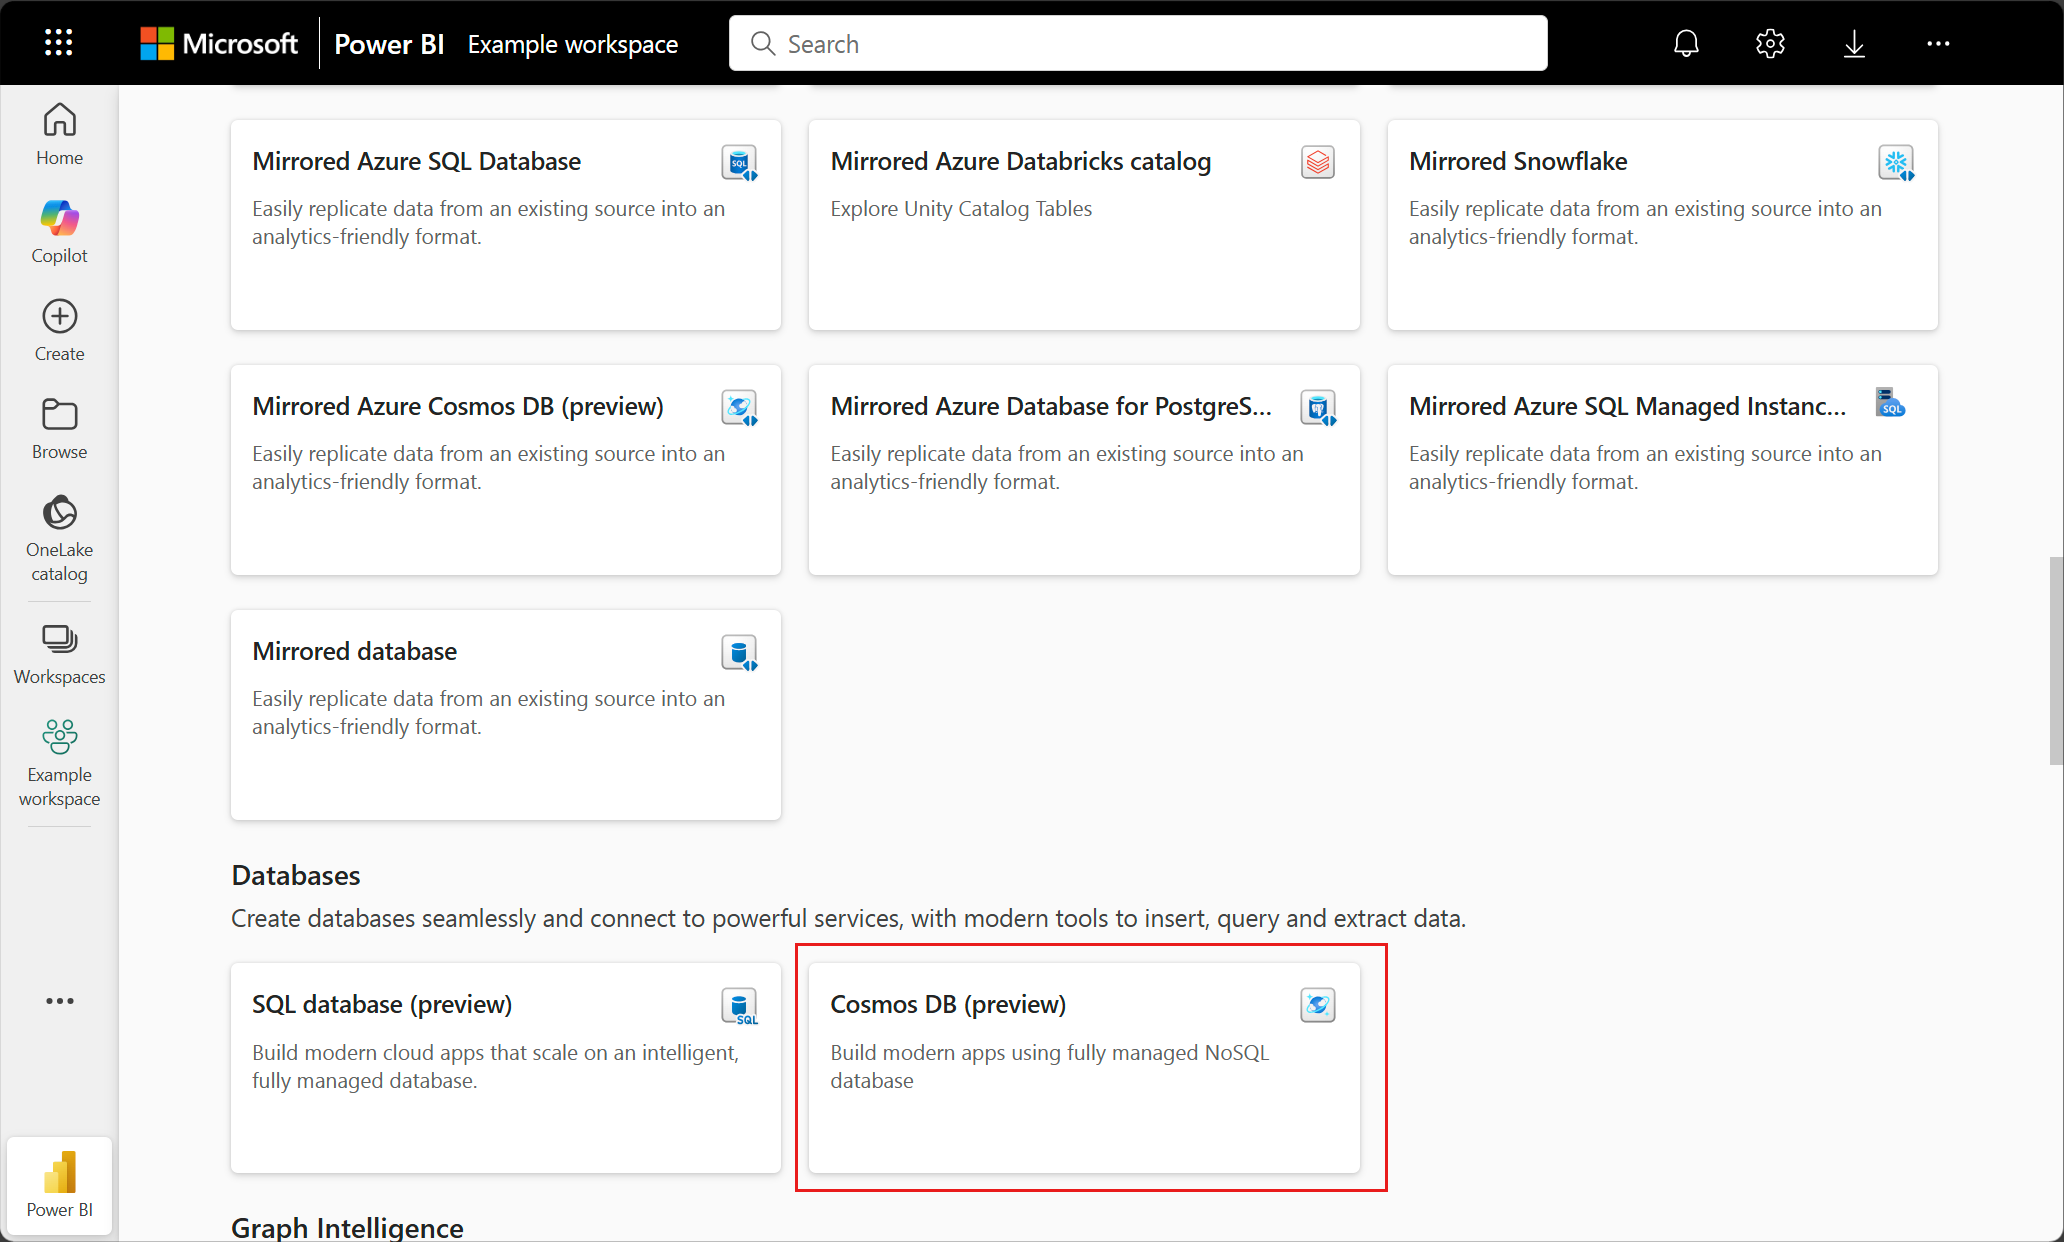 Microsoft Power BI Example workspace Search
Home
Copilot
Create
Browse
OneLake
catalog
Workspaces
Example
workspace
Power BI
Mirrored Azure SQL Database
SQL
Easily replicate data from an existing source into an
analytics-friendly format.
Mirrored Azure Databricks catalog
Explore Unity Catalog Tables
Mirrored Snowflake
Easily replicate data from an existing source into an
analytics-friendly format.
Mirrored Azure Cosmos DB (preview)
Easily replicate data from an existing source into an
analytics-friendly format.
Mirrored Azure Database for PostgreS...
Easily replicate data from an existing source into an
analytics-friendly format.
Mirrored Azure SQL Managed Instanc...
SQL
Easily replicate data from an existing source into an
analytics-friendly format.
Mirrored database
Easily replicate data from an existing source into an
analytics-friendly format.
Databases
Create databases seamlessly and connect to powerful services, with modern tools to insert, query and extract data.
SQL database (preview)
SQL
Build modern cloud apps that scale on an intelligent,
fully managed database.
Cosmos DB (preview)
Build modern apps using fully managed NoSQL
database
Graph Intelligence